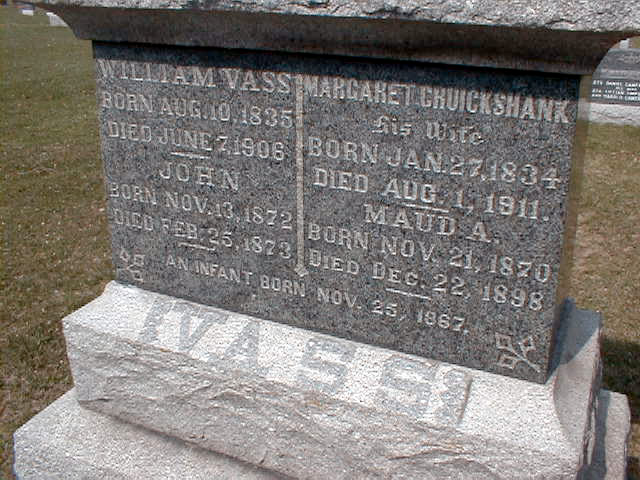 WILLIAM VASS
BORN AUG. 10, 1835
DIED JUNE 7, 1906
JOHN
BORN NOV. 13, 1872
DIED FEB. 25, 1873
MARGARET CRUICKSHANK
his Wife
BORN JAN. 27, 1834
DIED AUG. 1, 1911.
MAUD A.
BORN NOV. 21, 1870
DIED DEC. 22, 1898
AN INFANT BORN NOV. 25, 1867.
VASS